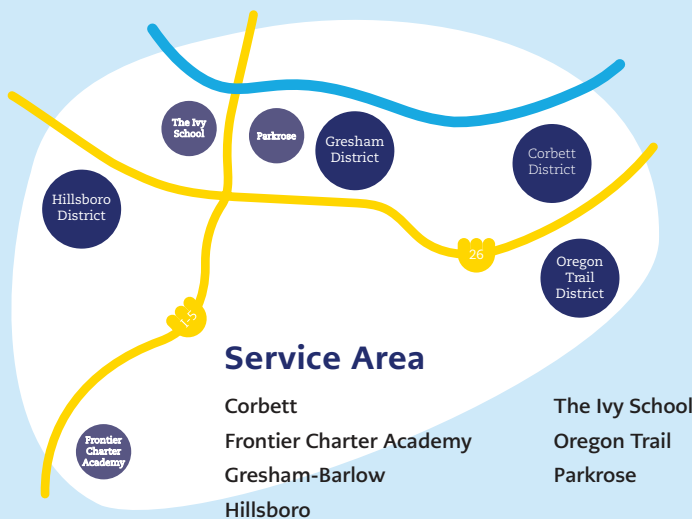 The Ivy
School
Parkrose
Gresham
District
Corbett
District
Hillsboro
District
26
Oregon
Trail
District
I-5
Service Area
Corbett
Frontier Charter Academy
Gresham-Barlow
Hillsboro
The Ivy School
Oregon Trail
Parkrose
Frontier
Charter
Academy